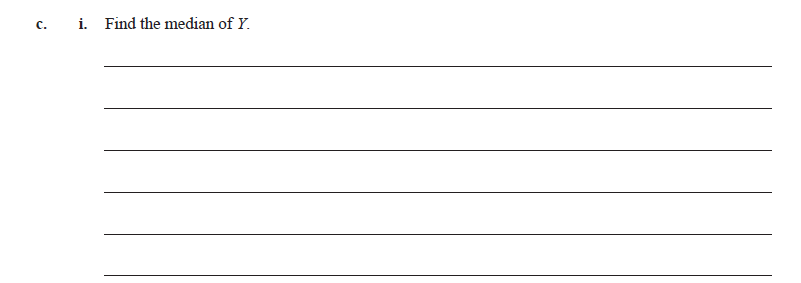 c. i. Find the median of Y.